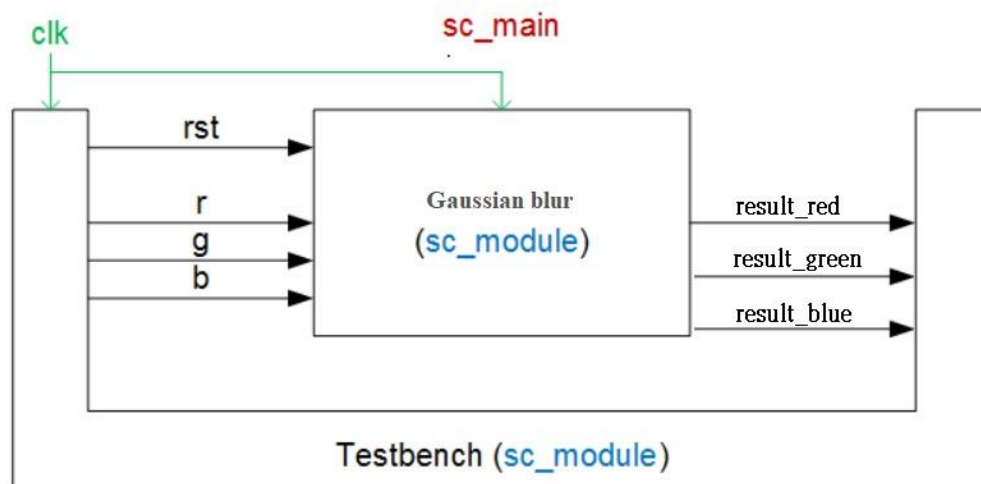 clk
sc_main
rst
r
g
b
Gaussian blur
(sc_module)
result_red
result_green
result_blue
Testbench (sc_module)